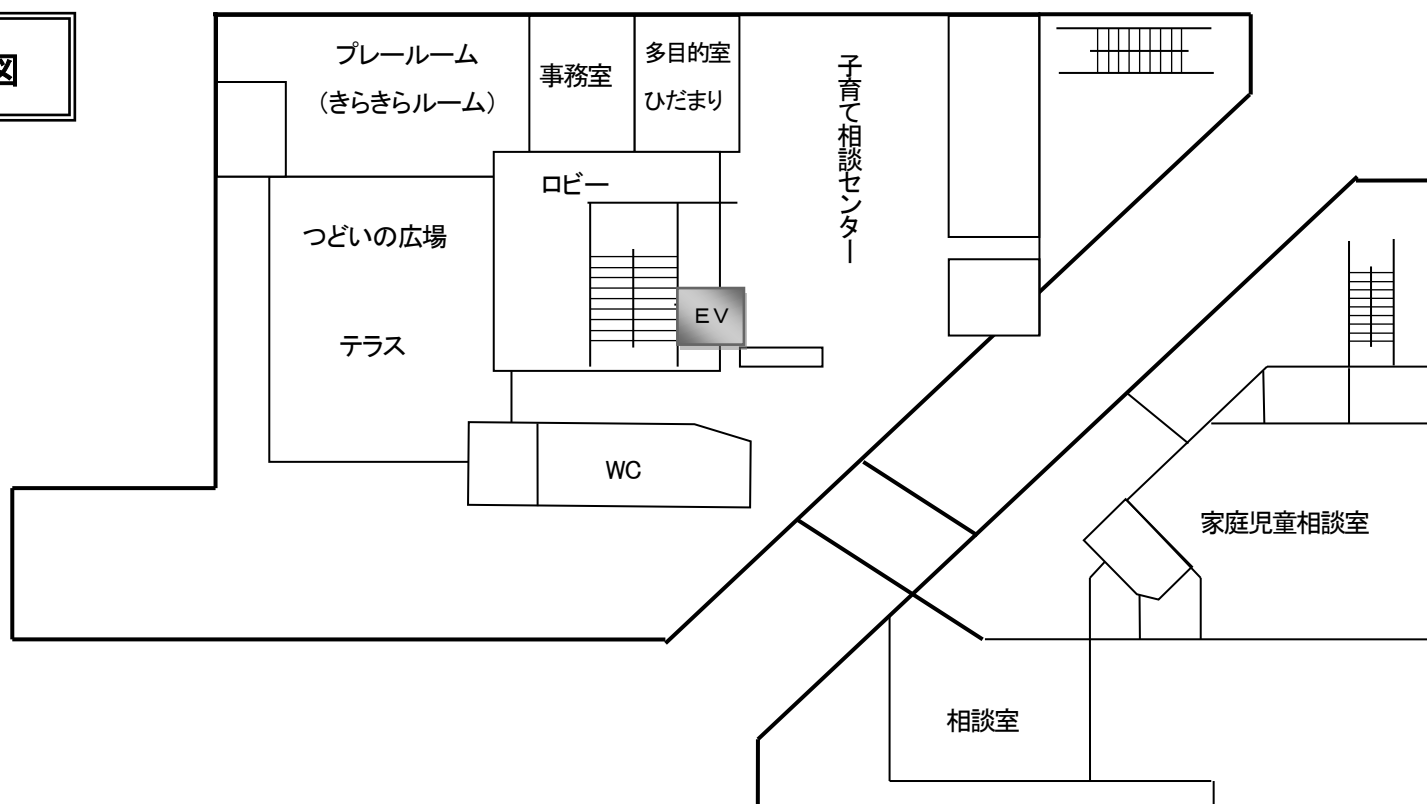 図
プレールーム
（きらきらルーム）
事務室
多目的室
ひだまり
子育て相談センター
ロビー
つどいの広場
EV
テラス
WC
家庭児童相談室
相談室